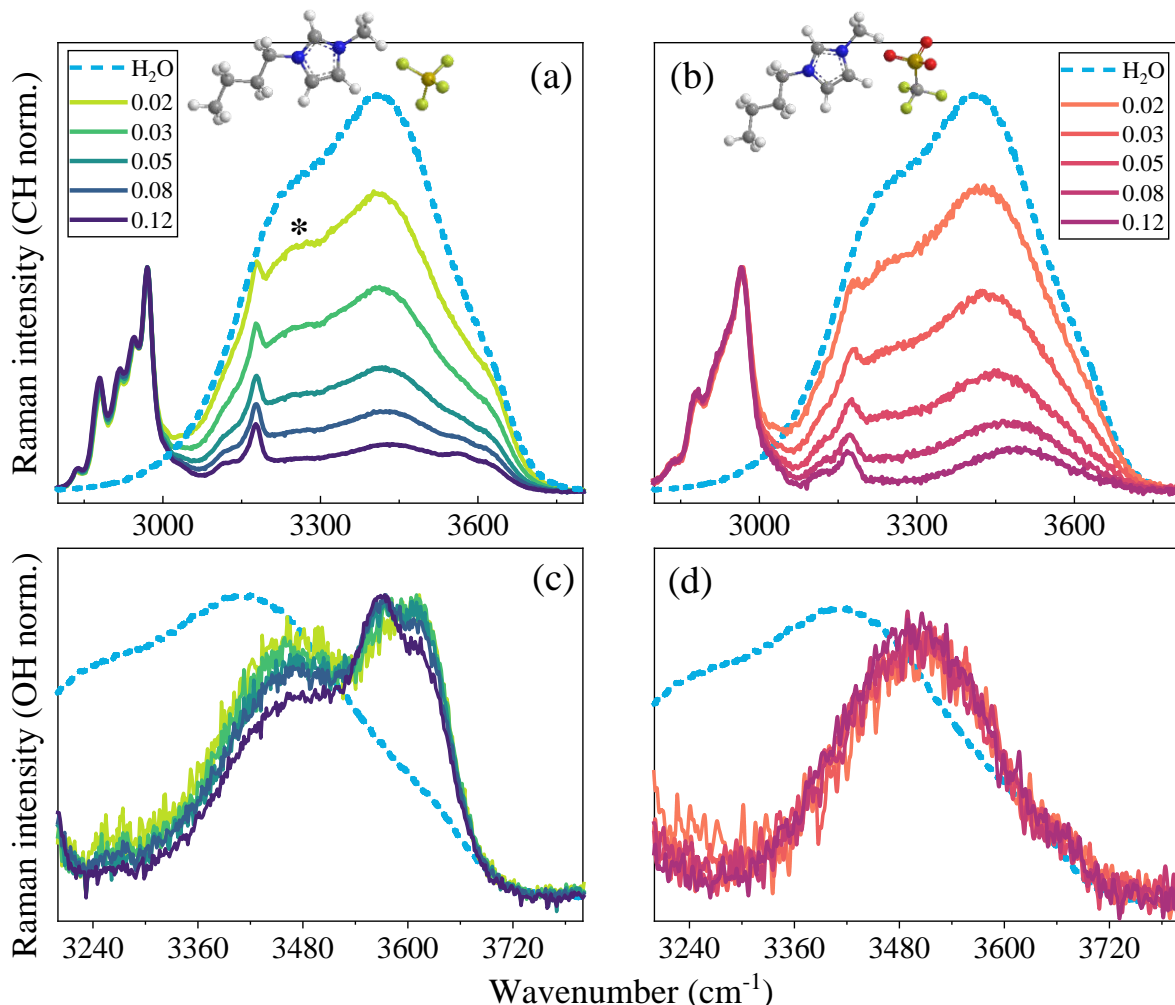 (a)
H₂O
0.02
0.03
0.05
0.08
0.12
*
Raman intensity (CH norm.)
3000 3300 3600
(b)
H₂O
0.02
0.03
0.05
0.08
0.12
3000 3300 3600
(c)
Raman intensity (OH norm.)
3240 3360 3480 3600 3720
(d)
3240 3360 3480 3600 3720
Wavenumber (cm⁻¹)